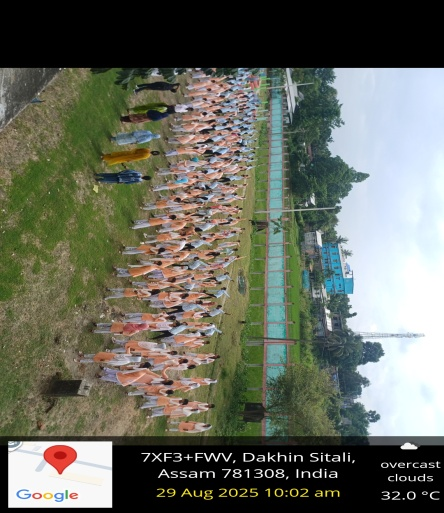 7XF3+FWV, Dakhin Sitali,
Assam 781308, India
29 Aug 2025 10:02 am
Google
overcast
clouds
32.0 °C